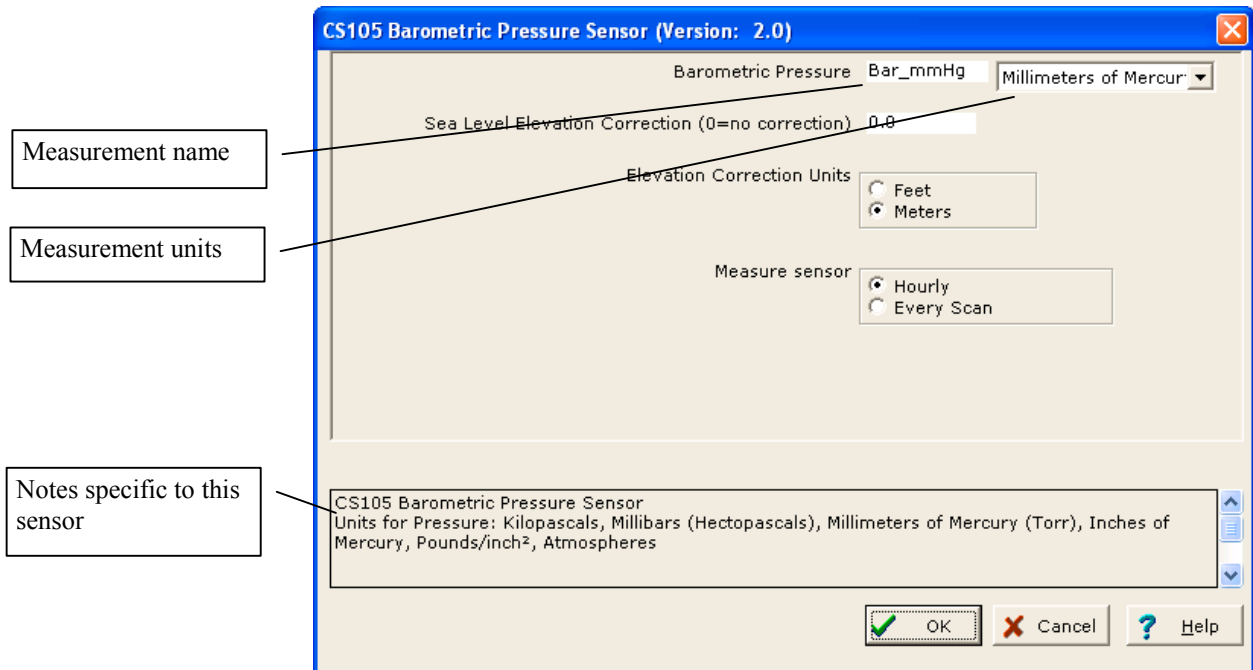 CS105 Barometric Pressure Sensor (Version: 2.0)
Barometric Pressure Bar_mmHg Millimeters of Mercur
Sea Level Elevation Correction (0=no correction) 0.0
Measurement name
Elevation Correction Units
Feet
Meters
Measurement units
Measure sensor
Hourly
Every Scan
Notes specific to this
sensor
CS105 Barometric Pressure Sensor
Units for Pressure: Kilopascals, Millibars (Hectopascals), Millimeters of Mercury (Torr), Inches of
Mercury, Pounds/inch², Atmospheres
OK Cancel ? Help